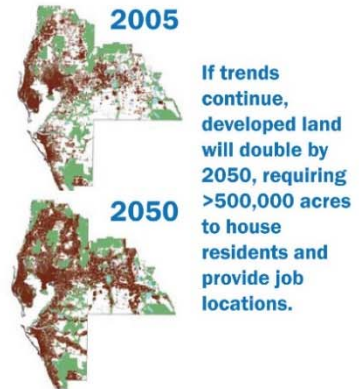 2005
If trends
continue,
developed land
will double by
2050, requiring
>500,000 acres
to house
residents and
provide job
locations.
2050